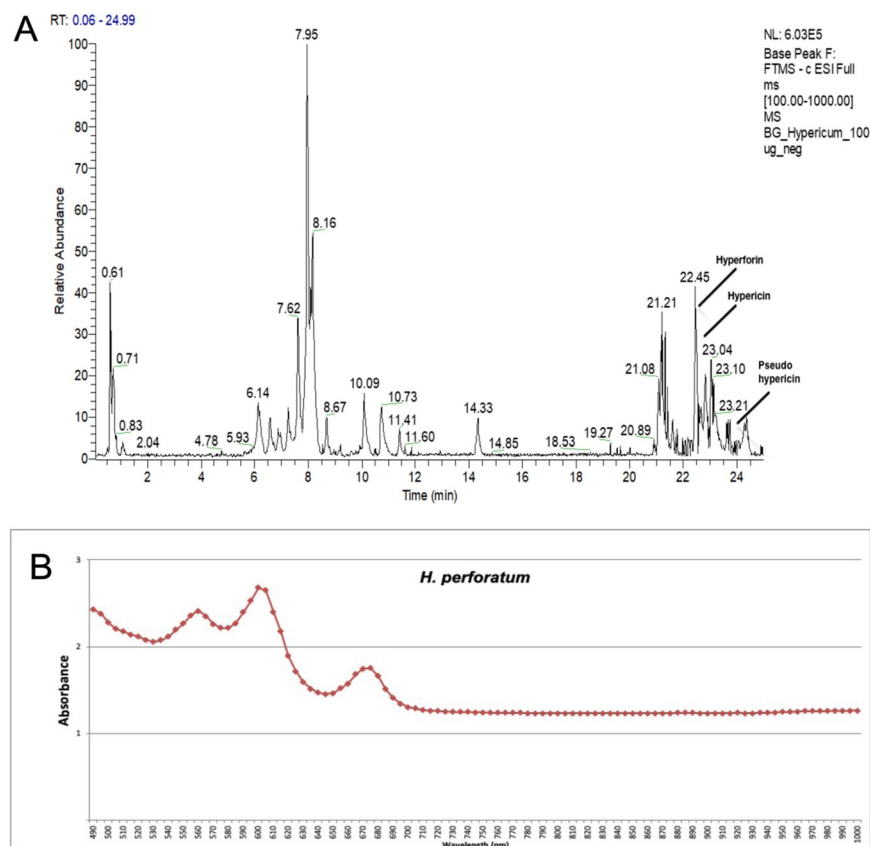 A
RT: 0.06 - 24.99
NL: 6.03E5
Base Peak F:
FTMS - c ESI Full
ms
[100.00-1000.00]
MS
BG_Hypericum_100
ug_neg
Relative Abundance
100
90
80
70
60
50
40
30
20
10
0
0.61
0.71
0.83
2.04
4.78
5.93
6.14
7.62
7.95
8.16
8.67
10.09
10.73
11.41
11.60
14.33
14.85
18.53
19.27
20.89
21.08
21.21
22.45
23.04
23.10
23.21
Hyperforin
Hypericin
Pseudo
hypericin
2 4 6 8 10 12 14 16 18 20 22 24
Time (min)
B
H. perforatum
Absorbance
3
2
1
490 500 510 520 530 540 550 560 570 580 590 600 610 620 630 640 650 660 670 680 690 700 710 720 730 740 750 760 770 780 790 800 810 820 830 840 850 860 870 880 890 900 910 920 930 940 950 960 970 980 990 1000
Wavelength (nm)